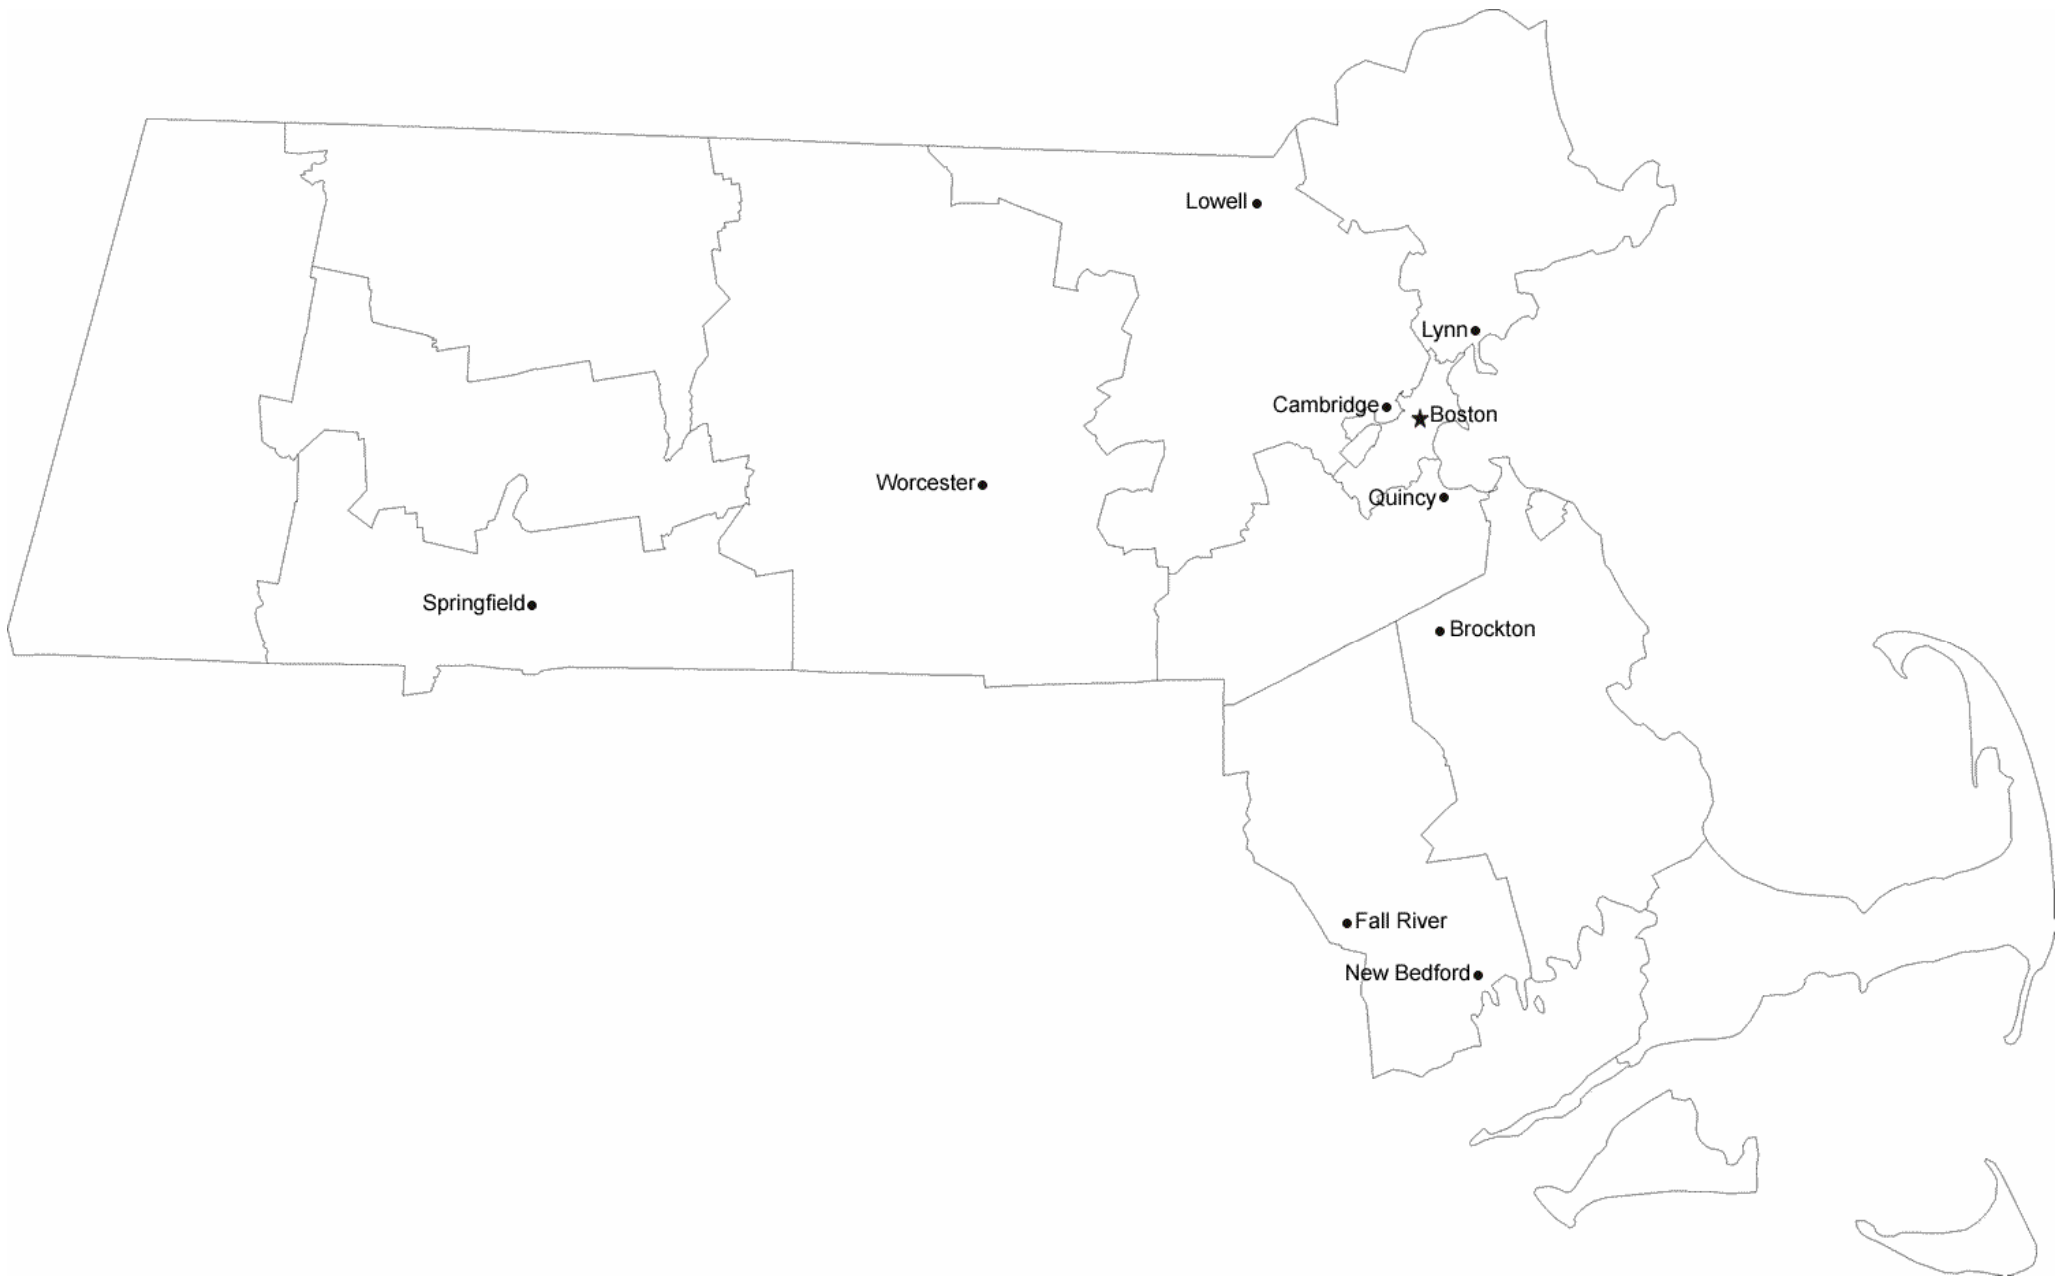 Lowell
Lynn
Cambridge
Boston
Worcester
Quincy
Springfield
Brockton
Fall River
New Bedford